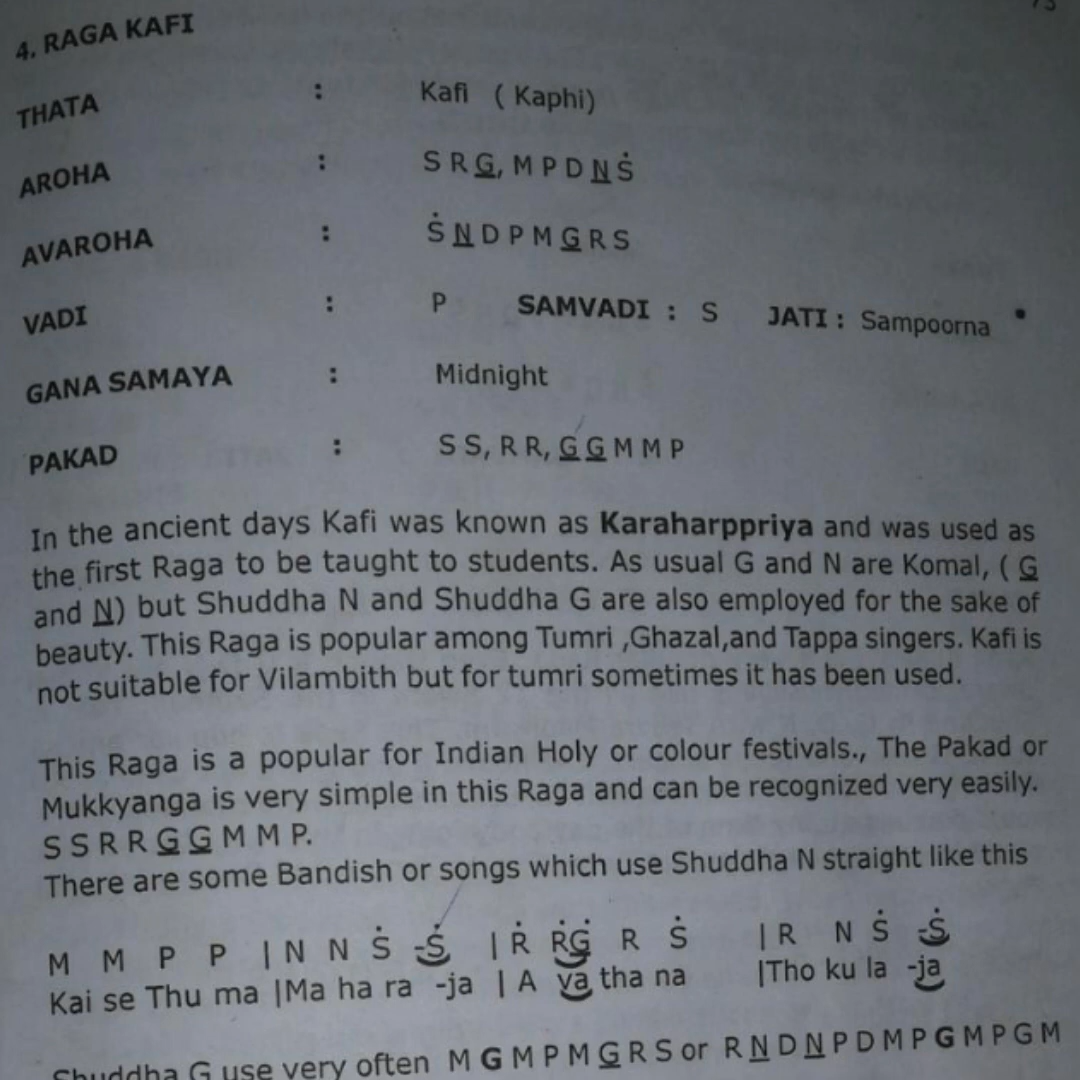 73
4. RAGA KAFI
THATA : Kafi ( Kaphi)
AROHA : S R G̲, M P D N̲ Ṡ
AVAROHA : Ṡ N̲ D P M G̲ R S
VADI : P SAMVADI : S JATI : Sampoorna
GANA SAMAYA : Midnight
PAKAD : S S, R R, G̲ G̲ M M P
In the ancient days Kafi was known as Karaharppriya and was used as
the first Raga to be taught to students. As usual G and N are Komal, ( G̲
and N̲) but Shuddha N and Shuddha G are also employed for the sake of
beauty. This Raga is popular among Tumri ,Ghazal,and Tappa singers. Kafi is
not suitable for Vilambith but for tumri sometimes it has been used.
This Raga is a popular for Indian Holy or colour festivals., The Pakad or
Mukkyanga is very simple in this Raga and can be recognized very easily.
S S R R G̲ G̲ M M P.
There are some Bandish or songs which use Shuddha N straight like this
M M P P | N N Ṡ -Ṡ | Ṙ ṘĠ̲ R Ṡ | R N Ṡ -Ṡ
Kai se Thu ma |Ma ha ra -ja | A va tha na |Tho ku la -ja
Shuddha G use very often M G M P M G̲ R S or R N̲ D N̲ P D M P G M P G M